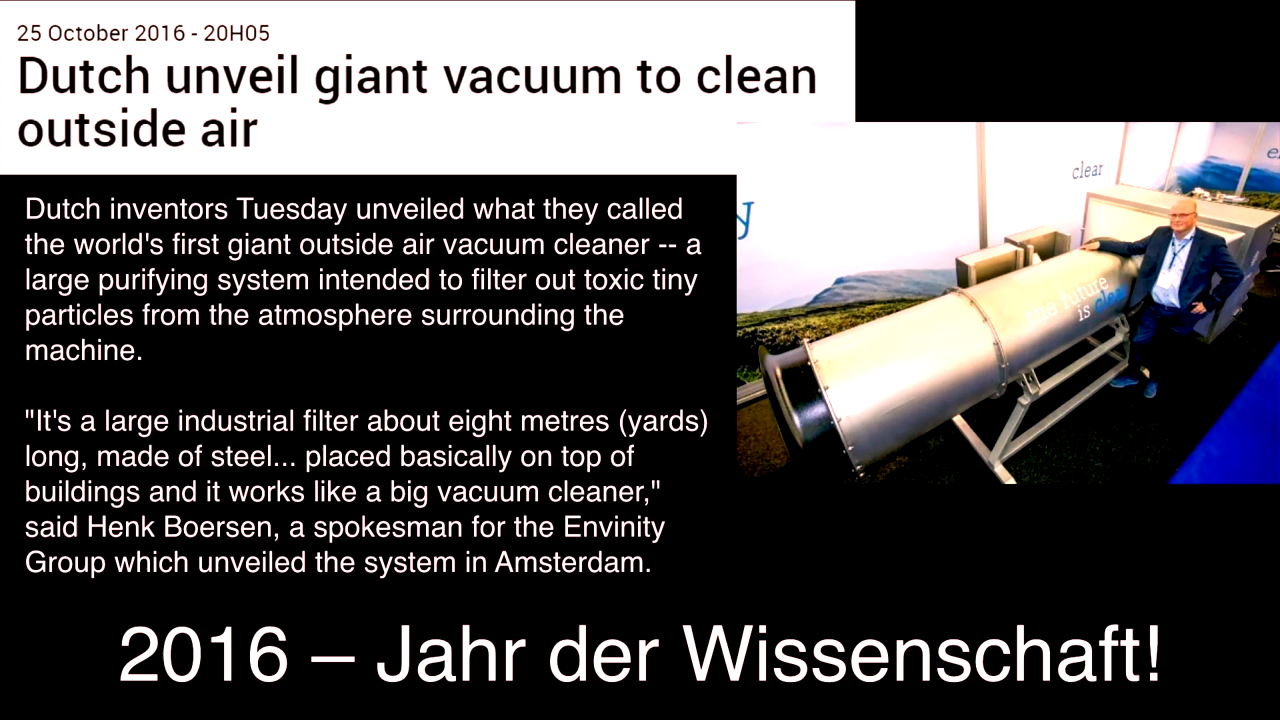 25 October 2016 - 20H05
Dutch unveil giant vacuum to clean
outside air
clear
y
the future
is clear
Dutch inventors Tuesday unveiled what they called
the world's first giant outside air vacuum cleaner -- a
large purifying system intended to filter out toxic tiny
particles from the atmosphere surrounding the
machine.
"It's a large industrial filter about eight metres (yards)
long, made of steel... placed basically on top of
buildings and it works like a big vacuum cleaner,"
said Henk Boersen, a spokesman for the Envinity
Group which unveiled the system in Amsterdam.
2016 – Jahr der Wissenschaft!